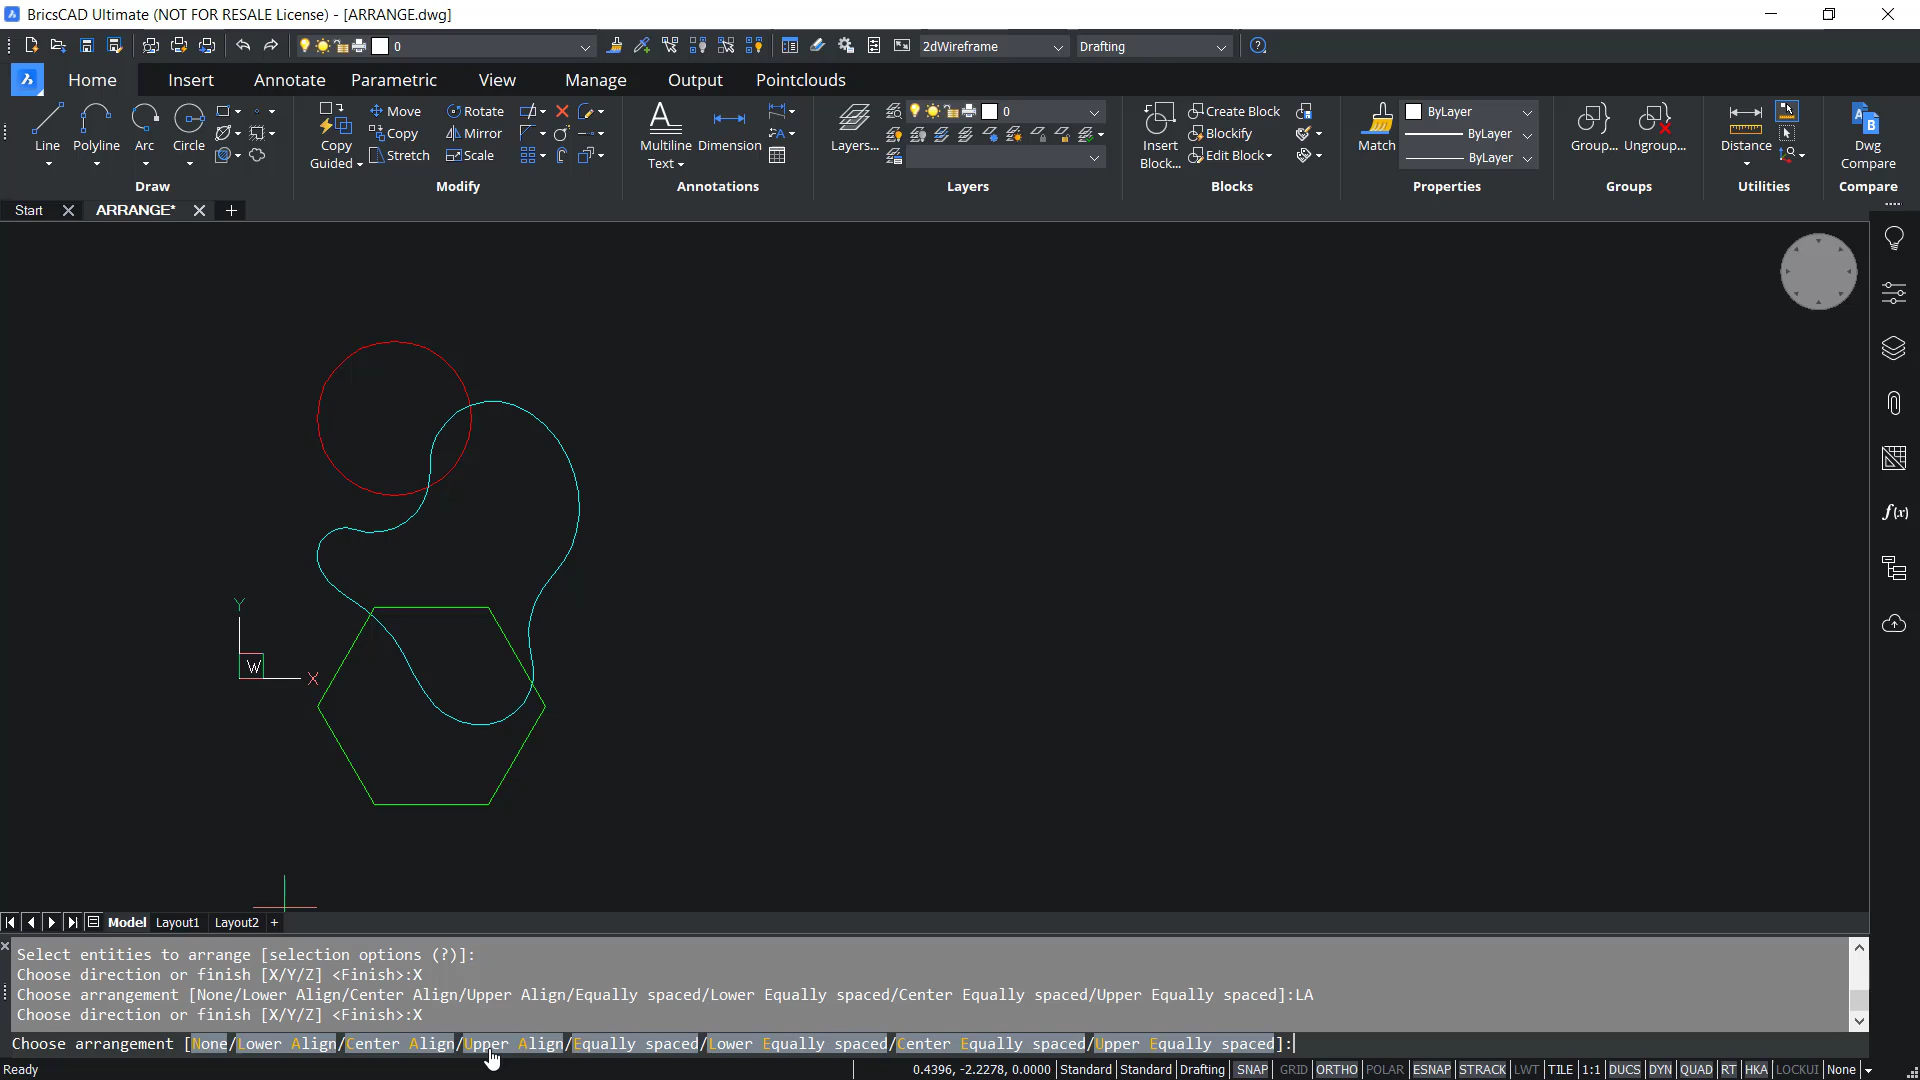 BricsCAD Ultimate (NOT FOR RESALE License) - [ARRANGE.dwg]
0 2dWireframe Drafting
Home Insert Annotate Parametric View Manage Output Pointclouds
Line Polyline Arc Circle
Draw
Copy Guided
Move Rotate
Copy Mirror
Stretch Scale
Modify
Multiline Text Dimension
Annotations
Layers... 0
Layers
Insert Block...
Create Block
Blockify
Edit Block
Blocks
Match
ByLayer
ByLayer
ByLayer
Properties
Group... Ungroup...
Groups
Distance
Utilities
Dwg Compare
Compare
Start ARRANGE*
Y
W
X
Model Layout1 Layout2 +
Select entities to arrange [selection options (?)]:
Choose direction or finish [X/Y/Z] <Finish>:X
Choose arrangement [None/Lower Align/Center Align/Upper Align/Equally spaced/Lower Equally spaced/Center Equally spaced/Upper Equally spaced]:LA
Choose direction or finish [X/Y/Z] <Finish>:X
Choose arrangement [None/Lower Align/Center Align/Upper Align/Equally spaced/Lower Equally spaced/Center Equally spaced/Upper Equally spaced]:
Ready 0.4396, -2.2278, 0.0000 Standard Standard Drafting SNAP GRID ORTHO POLAR ESNAP STRACK LWT TILE 1:1 DUCS DYN QUAD RT HKA LOCKUI None
f(x)